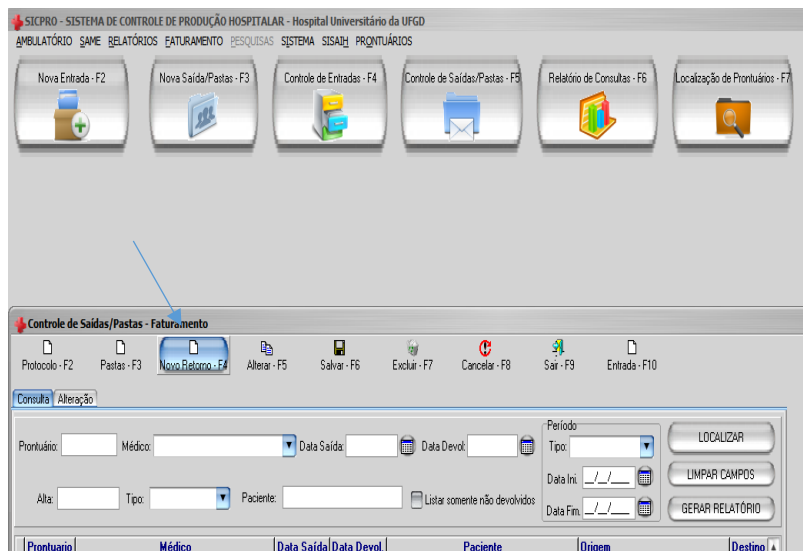 SICPRO - SISTEMA DE CONTROLE DE PRODUÇÃO HOSPITALAR - Hospital Universitário da UFGD
AMBULATÓRIO SAME RELATÓRIOS FATURAMENTO PESQUISAS SISTEMA SISAIH PRONTUÁRIOS
Nova Entrada - F2 Nova Saída/Pastas - F3 Controle de Entradas - F4 Controle de Saídas/Pastas - F5 Relatório de Consultas - F6 Localização de Prontuários - F7
Controle de Saídas/Pastas - Faturamento
Protocolo - F2 Pastas - F3 Novo Retorno - F4 Alterar - F5 Salvar - F6 Excluir - F7 Cancelar - F8 Sair - F9 Entrada - F10
Consulta Alteração
Prontuário: Médico: Data Saída: Data Devol: Período Tipo: LOCALIZAR
Data Ini. _/_/__ LIMPAR CAMPOS
Alta: Tipo: Paciente: Listar somente não devolvidos Data Fim. _/_/__ GERAR RELATÓRIO
Prontuario Médico Data Saída Data Devol. Paciente Origem Destino